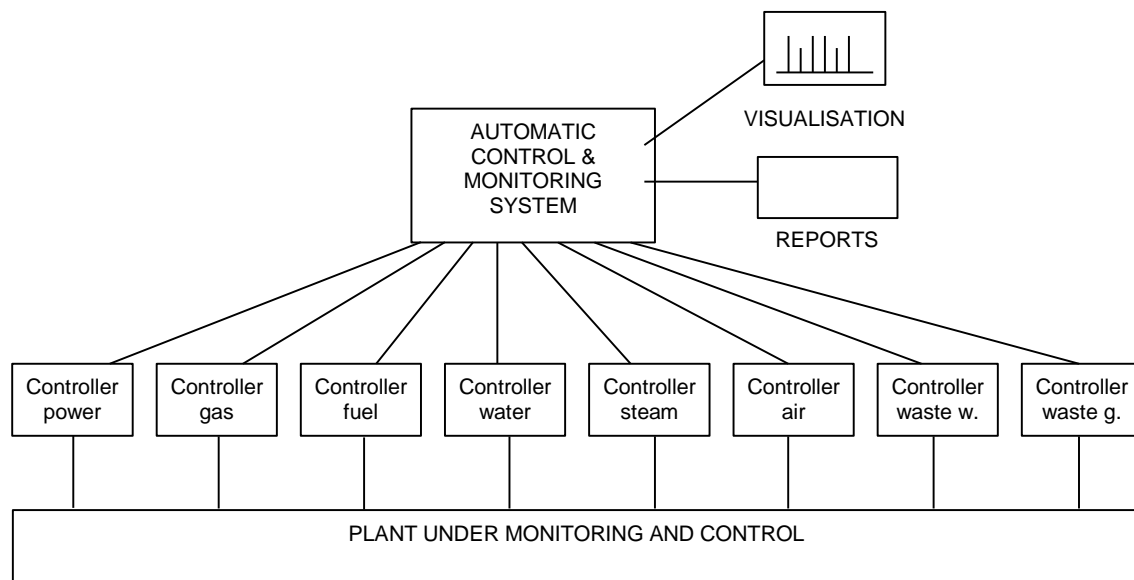 VISUALISATION
AUTOMATIC
CONTROL &
MONITORING
SYSTEM
REPORTS
Controller
power
Controller
gas
Controller
fuel
Controller
water
Controller
steam
Controller
air
Controller
waste w.
Controller
waste g.
PLANT UNDER MONITORING AND CONTROL